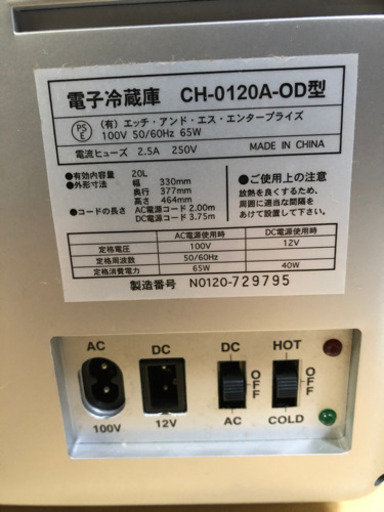 電子冷蔵庫 CH-0120A-OD型
PS
E
(有)エッチ・アンド・エス・エンタープライズ
100V 50/60Hz 65W
電流ヒューズ 2.5A 250V MADE IN CHINA
●有効内容量 20L
●外形寸法 幅 330mm
奥行 377mm
高さ 464mm
●コードの長さ AC電源コード 2.00m
DC電源コード 3.75m
●ご使用上の注意
放熱を良くするため、
周囲に適当な間隔を
あけて設置して下さい。
AC電源使用時 DC電源使用時
定格電圧 100V 12V
定格周波数 50/60Hz
定格消費電力 65W 40W
製造番号 N0120-729795
AC DC DC HOT
OFF OFF
100V 12V AC COLD